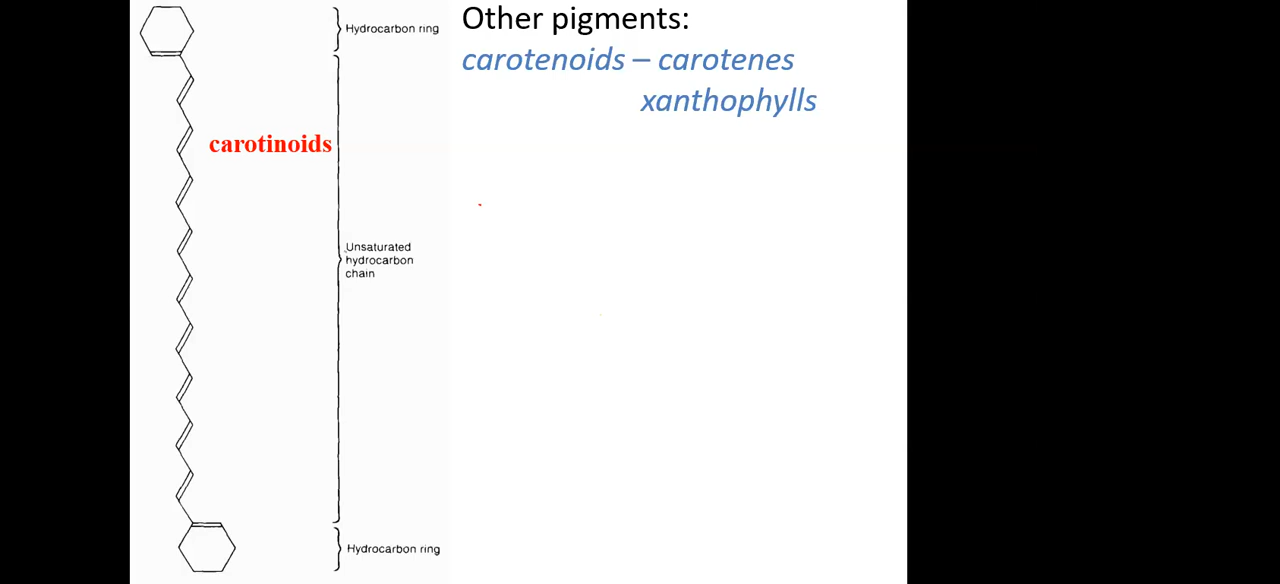 Other pigments:
carotenoids – carotenes
xanthophylls
Hydrocarbon ring
carotinoids
Unsaturated
hydrocarbon
chain
Hydrocarbon ring